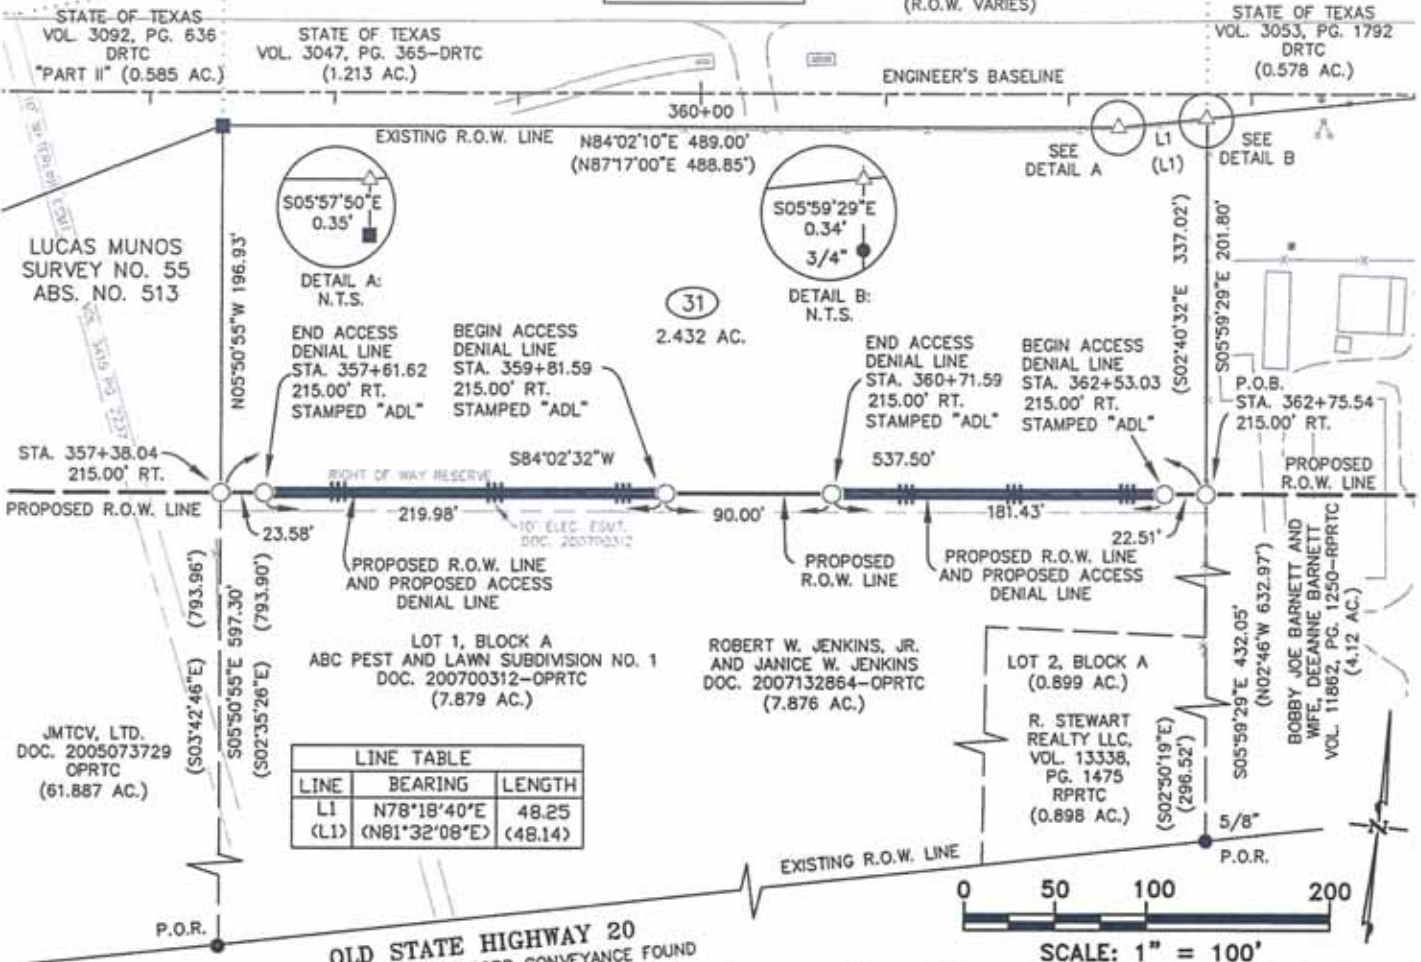 (R.O.W. VARIES)
STATE OF TEXAS
VOL. 3092, PG. 636
DRTC
"PART II" (0.585 AC.)
STATE OF TEXAS
VOL. 3047, PG. 365-DRTC
(1.213 AC.)
STATE OF TEXAS
VOL. 3053, PG. 1792
DRTC
(0.578 AC.)
ENGINEER'S BASELINE
360+00
EXISTING R.O.W. LINE
N84°02'10"E 489.00'
(N87°17'00"E 488.85')
SEE
DETAIL A
L1
(L1)
SEE
DETAIL B
S05°57'50"E
0.35'
DETAIL A:
N.T.S.
S05°59'29"E
0.34'
3/4"
DETAIL B:
N.T.S.
LUCAS MUNOS
SURVEY NO. 55
ABS. NO. 513
N05°50'55"W 196.93'
31
2.432 AC.
(S02°40'32"E 337.02')
S05°59'29"E 201.80'
END ACCESS
DENIAL LINE
STA. 357+61.62
215.00' RT.
STAMPED "ADL"
BEGIN ACCESS
DENIAL LINE
STA. 359+81.59
215.00' RT.
STAMPED "ADL"
END ACCESS
DENIAL LINE
STA. 360+71.59
215.00' RT.
STAMPED "ADL"
BEGIN ACCESS
DENIAL LINE
STA. 362+53.03
215.00' RT.
STAMPED "ADL"
P.O.B.
STA. 362+75.54
215.00' RT.
STA. 357+38.04
215.00' RT.
PROPOSED R.O.W. LINE
RIGHT OF WAY RESERVE
S84°02'32"W
537.50'
PROPOSED
R.O.W. LINE
23.58'
219.98'
10' ELEC. ESMT.
DOC. 200700312
90.00'
181.43'
22.51'
PROPOSED R.O.W. LINE
AND PROPOSED ACCESS
DENIAL LINE
PROPOSED
R.O.W. LINE
PROPOSED R.O.W. LINE
AND PROPOSED ACCESS
DENIAL LINE
(S03°42'46"E) (793.96')
S05°50'55"E 597.30'
(S02°35'26"E) (793.90')
LOT 1, BLOCK A
ABC PEST AND LAWN SUBDIVISION NO. 1
DOC. 200700312-OPRTC
(7.879 AC.)
ROBERT W. JENKINS, JR.
AND JANICE W. JENKINS
DOC. 2007132864-OPRTC
(7.876 AC.)
LOT 2, BLOCK A
(0.899 AC.)
R. STEWART
REALTY LLC,
VOL. 13338,
PG. 1475
RPRTC
(0.898 AC.)
(S02°50'19"E)
(296.52')
S05°59'29"E 432.05'
(N02°46'W 632.97')
BOBBY JOE BARNETT AND
WIFE, DEEANNE BARNETT
VOL. 11862, PG. 1250-RPRTC
(4.12 AC.)
JMTCV, LTD.
DOC. 2005073729
OPRTC
(61.887 AC.)
LINE TABLE
LINE BEARING LENGTH
L1 N78°18'40"E 48.25
(L1) (N81°32'08"E) (48.14)
5/8"
P.O.R.
N
EXISTING R.O.W. LINE
P.O.R.
OLD STATE HIGHWAY 20
CONVEYANCE FOUND
0 50 100 200
SCALE: 1" = 100'